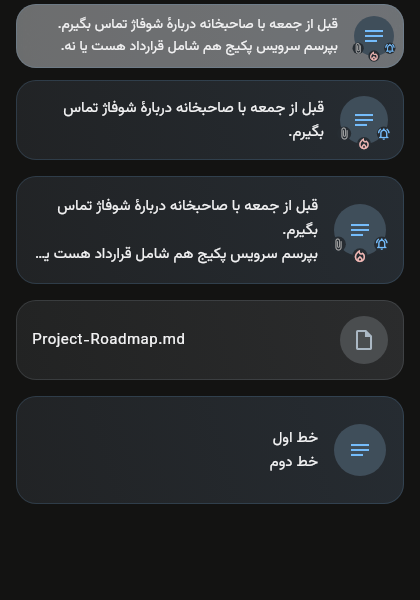 قبل از جمعه با صاحبخانه دربارهٔ شوفاژ تماس بگیرم.
بپرسم سرویس پکیج هم شامل قرارداد هست یا نه.
قبل از جمعه با صاحبخانه دربارهٔ شوفاژ تماس
بگیرم.
قبل از جمعه با صاحبخانه دربارهٔ شوفاژ تماس
بگیرم.
بپرسم سرویس پکیج هم شامل قرارداد هست ی...
Project-Roadmap.md
خط اول
خط دوم